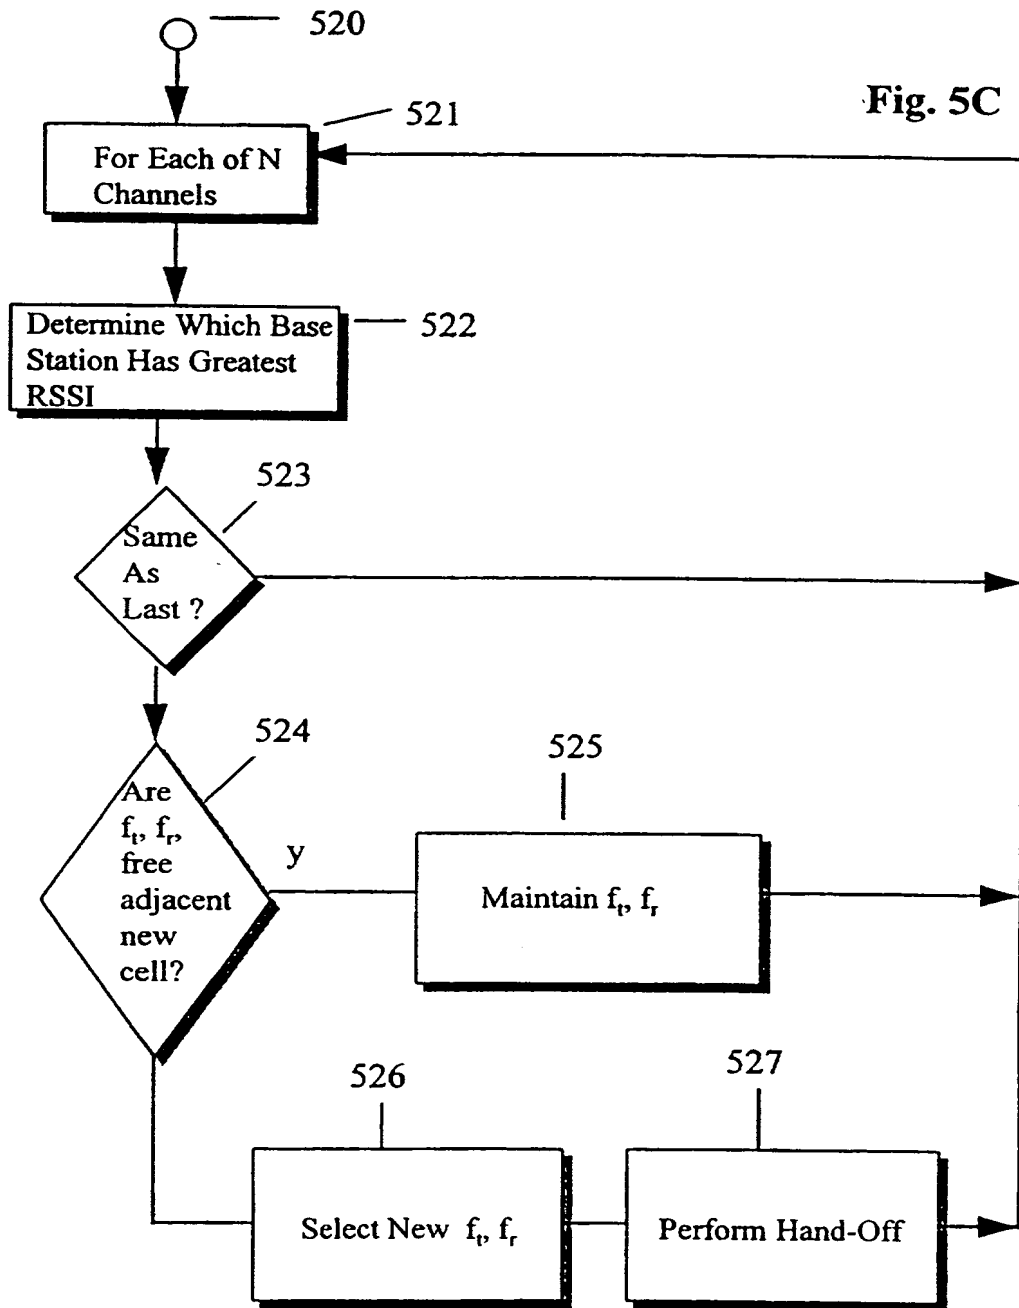 520
Fig. 5C
521
For Each of N
Channels
Determine Which Base
Station Has Greatest
RSSI
522
523
Same
As
Last ?
524
Are
fₜ, fᵣ,
free
adjacent
new
cell?
y
525
Maintain fₜ, fᵣ
526
Select New fₜ, fᵣ
527
Perform Hand-Off